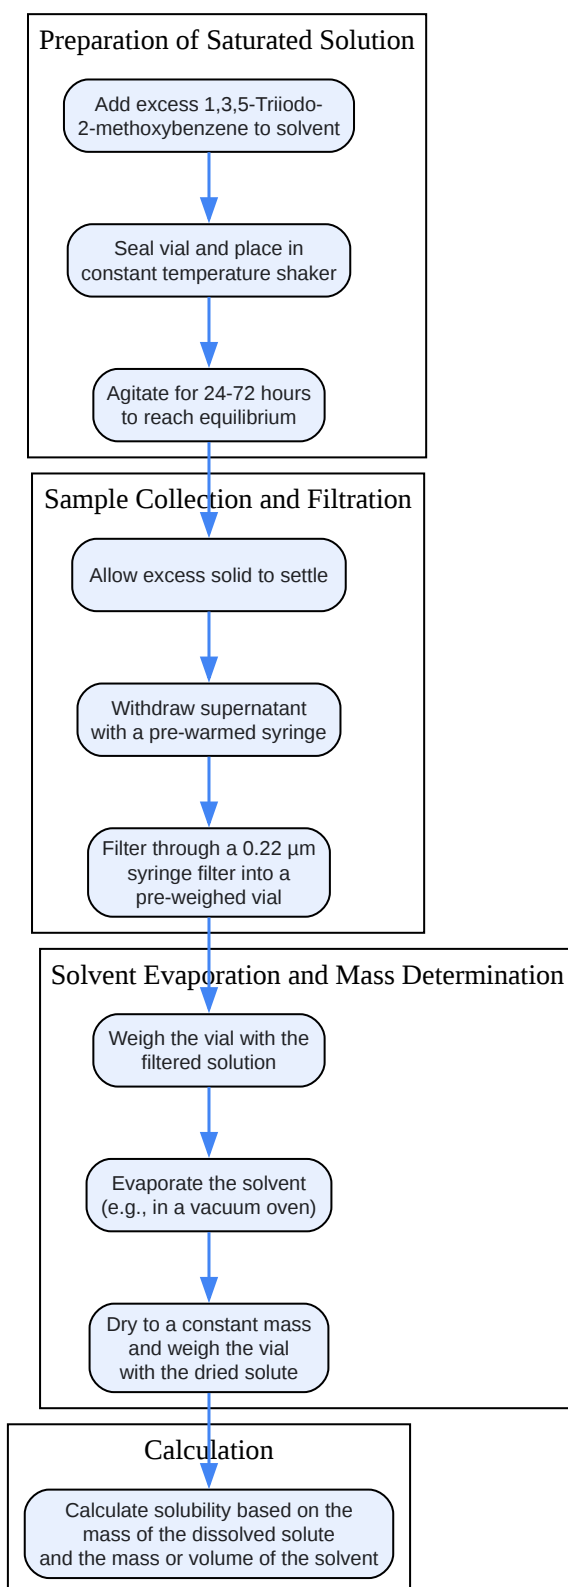 Preparation of Saturated Solution
Add excess 1,3,5-Triiodo-
2-methoxybenzene to solvent
Seal vial and place in
constant temperature shaker
Agitate for 24-72 hours
to reach equilibrium
Sample Collection and Filtration
Allow excess solid to settle
Withdraw supernatant
with a pre-warmed syringe
Filter through a 0.22 µm
syringe filter into a
pre-weighed vial
Solvent Evaporation and Mass Determination
Weigh the vial with the
filtered solution
Evaporate the solvent
(e.g., in a vacuum oven)
Dry to a constant mass
and weigh the vial
with the dried solute
Calculation
Calculate solubility based on the
mass of the dissolved solute
and the mass or volume of the solvent